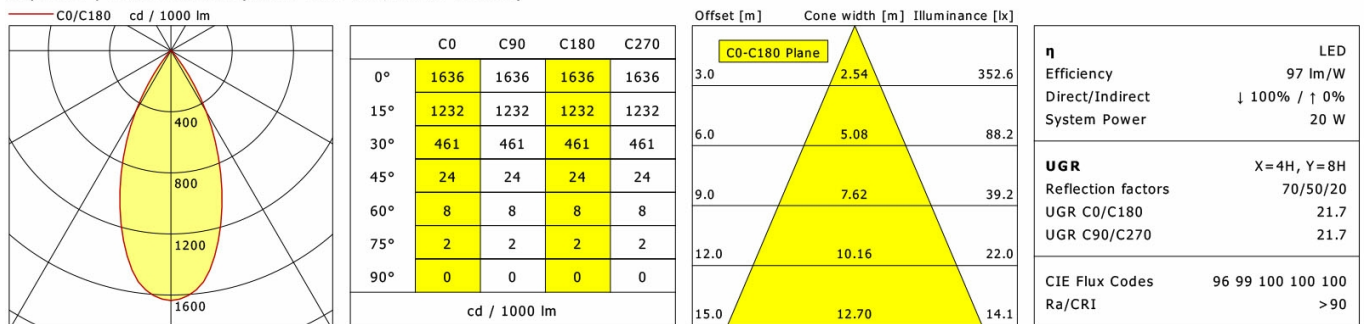 C0/C180 cd / 1000 lm
400
800
1200
1600
C0 C90 C180 C270
0° 1636 1636 1636 1636
15° 1232 1232 1232 1232
30° 461 461 461 461
45° 24 24 24 24
60° 8 8 8 8
75° 2 2 2 2
90° 0 0 0 0
cd / 1000 lm
Offset [m] Cone width [m] Illuminance [lx]
C0-C180 Plane
3.0 2.54 352.6
6.0 5.08 88.2
9.0 7.62 39.2
12.0 10.16 22.0
15.0 12.70 14.1
η LED
Efficiency 97 lm/W
Direct/Indirect ↓ 100% / ↑ 0%
System Power 20 W
UGR X=4H, Y=8H
Reflection factors 70/50/20
UGR C0/C180 21.7
UGR C90/C270 21.7
CIE Flux Codes 96 99 100 100 100
Ra/CRI >90